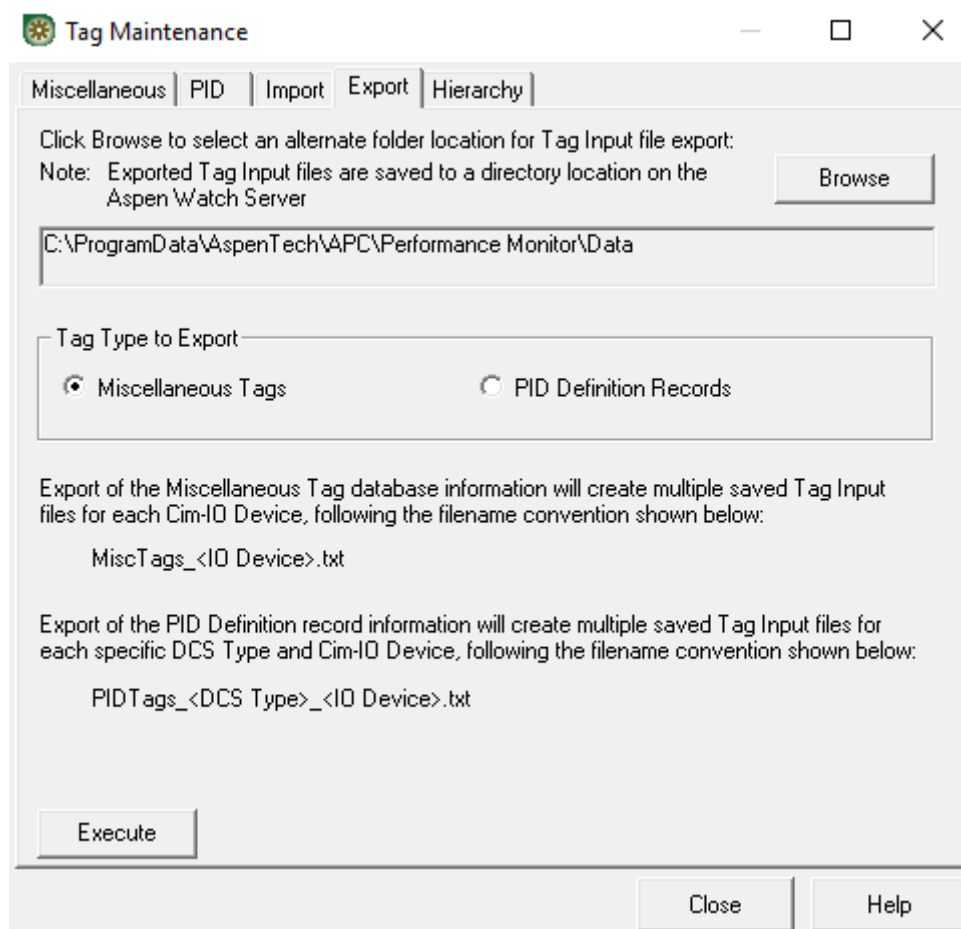 Tag Maintenance
Miscellaneous PID Import Export Hierarchy
Click Browse to select an alternate folder location for Tag Input file export:
Note: Exported Tag Input files are saved to a directory location on the
Aspen Watch Server
Browse
C:\ProgramData\AspenTech\APC\Performance Monitor\Data
Tag Type to Export
Miscellaneous Tags PID Definition Records
Export of the Miscellaneous Tag database information will create multiple saved Tag Input
files for each Cim-IO Device, following the filename convention shown below:
MiscTags_<IO Device>.txt
Export of the PID Definition record information will create multiple saved Tag Input files for
each specific DCS Type and Cim-IO Device, following the filename convention shown below:
PIDTags_<DCS Type>_<IO Device>.txt
Execute
Close Help